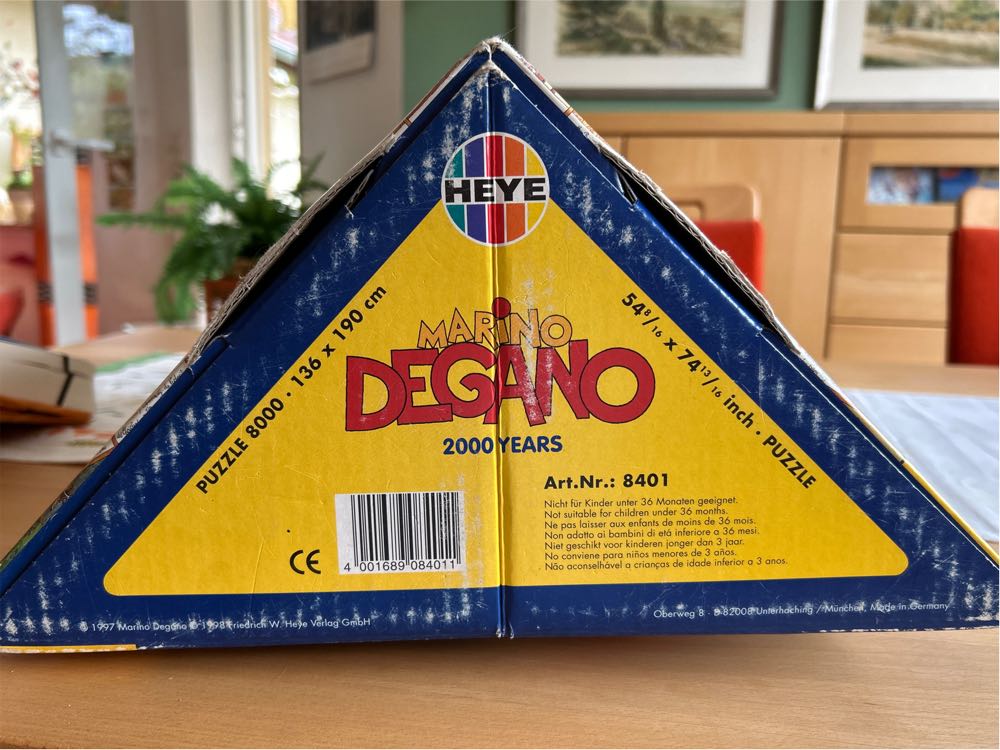 HEYE
PUZZLE 8000 · 136 x 190 cm
54⁸/₁₆ x 74¹³/₁₆ inch · PUZZLE
MARiNO
DEGANO
2000 YEARS
Art.Nr.: 8401
Nicht für Kinder unter 36 Monaten geeignet.
Not suitable for children under 36 months.
Ne pas laisser aux enfants de moins de 36 mois.
Non adatto ai bambini di età inferiore a 36 mesi.
Niet geschikt voor kinderen jonger dan 3 jaar.
No conviene para niños menores de 3 años.
Não aconselhável a crianças de idade inferior a 3 anos.
CE
4 001689 084011
© 1997 Marino Degano © 1998 Friedrich W. Heye Verlag GmbH
Oberweg 8 · D-82008 Unterhaching / München. Made in Germany